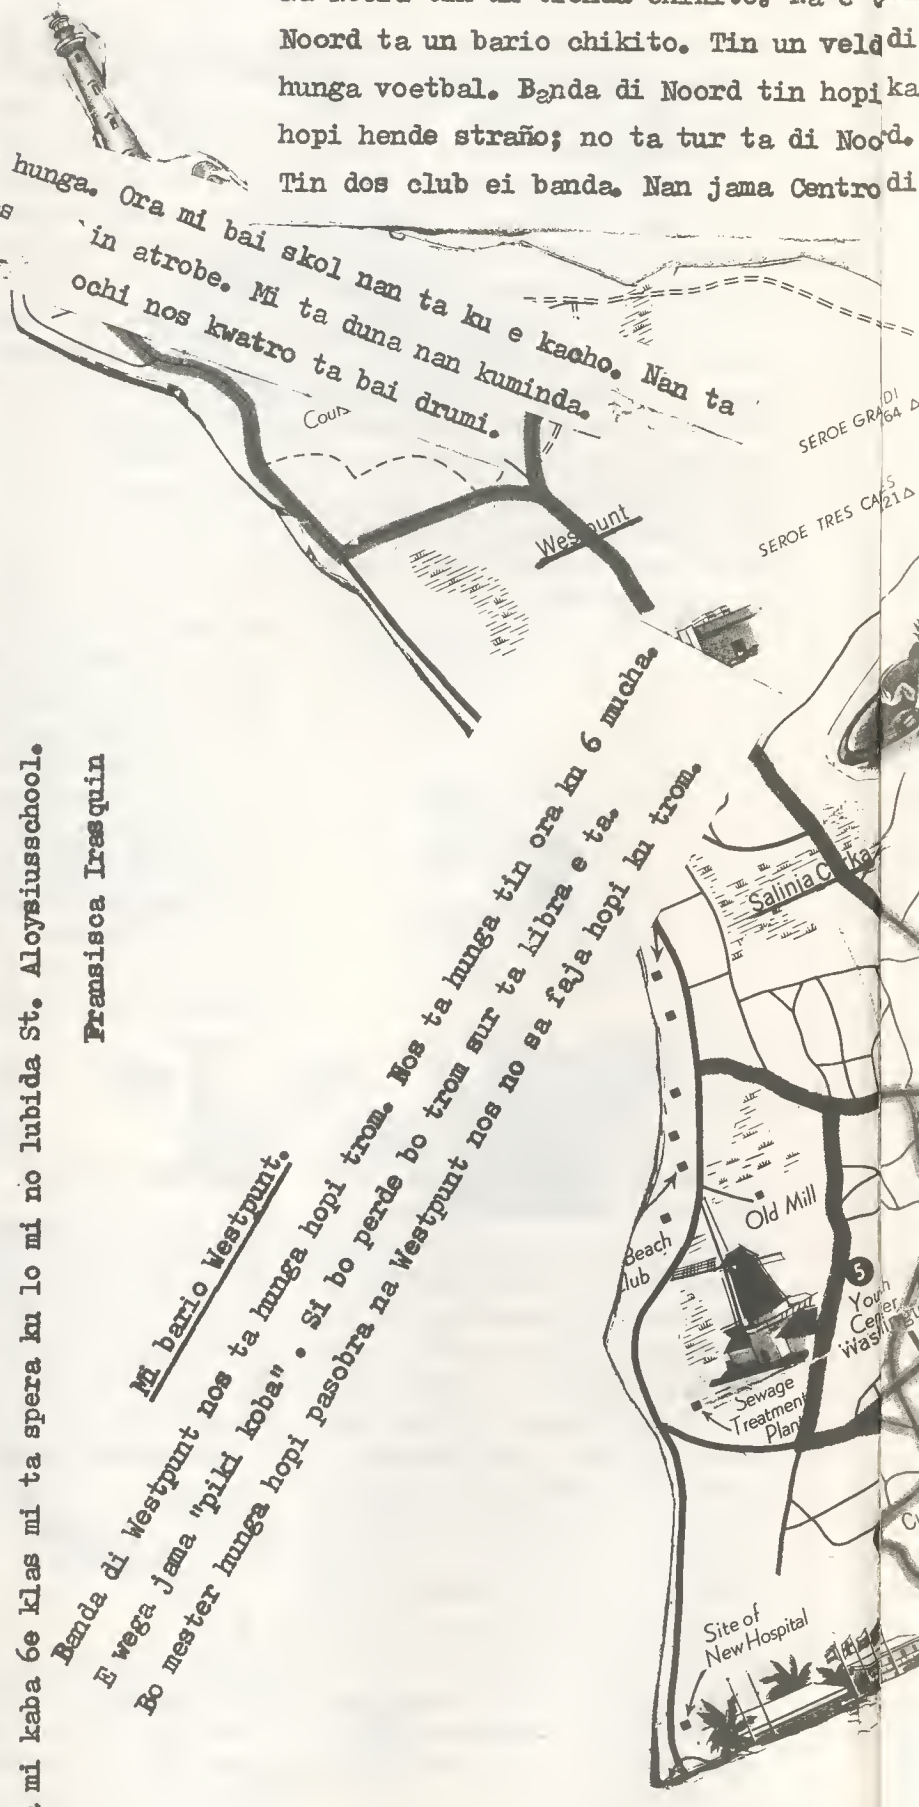 Noord ta un bario chikito. Tin un veld di
hunga voetbal. Banda di Noord tin hopi ka
hopi hende straño; no ta tur ta di Noord.
Tin dos club ei banda. Nan jama Centro di
hunga. Ora mi bai skol nan ta ku e kacho. Nan ta
in atrobe. Mi ta duna nan kuminda.
ochi nos kwatro ta bai drumi.
SEROE GRANDI
64
Westpunt
SEROE TRES CAES
21
mi kaba 6e klas mi ta spera ku lo mi no lubida St. Aloysiusschool.
Fransisca Irasquin
Mi bario Westpunt.
Banda di Westpunt nos ta hunga hopi trom. Nos ta hunga tin ora ku 6 mucha.
E wega jama "piki koba". Si bo perde bo trom sur ta kibra e ta.
Bo mester hunga hopi pasobra na Westpunt nos no sa faja hopi ku trom.
Salinia
Old Mill
Beach
Club
5
Youth
Center
Sewage
Treatment
Plant
Site of
New Hospital